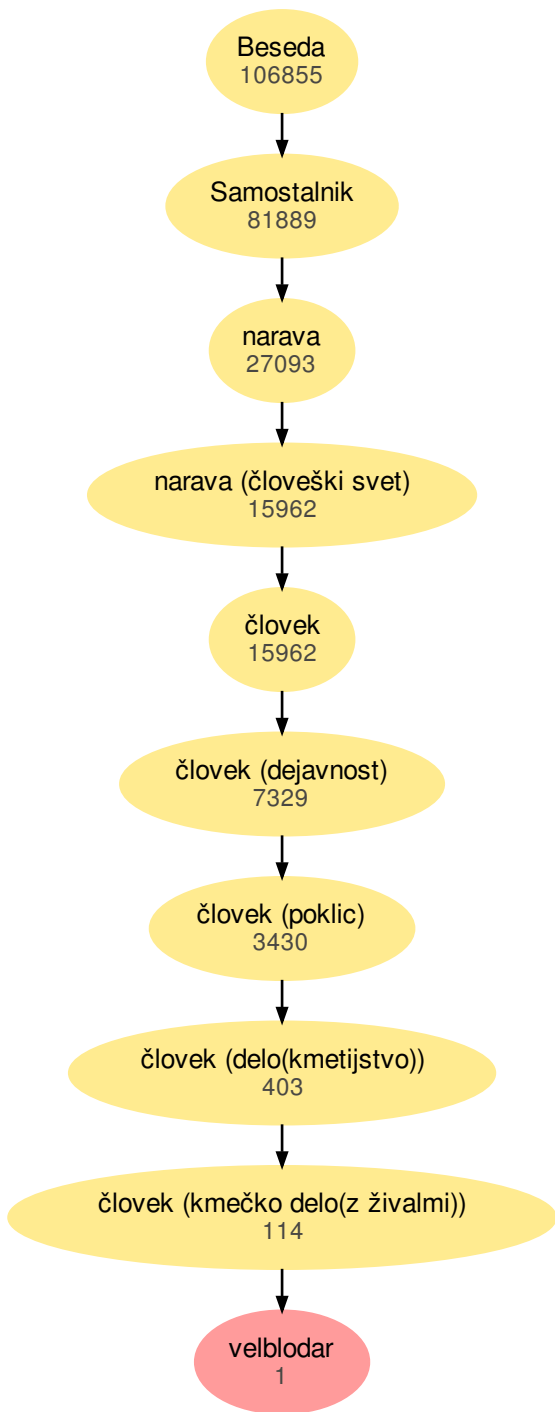 Beseda
106855
Samostalnik
81889
narava
27093
narava (človeški svet)
15962
človek
15962
človek (dejavnost)
7329
človek (poklic)
3430
človek (delo(kmetijstvo))
403
človek (kmečko delo(z živalmi))
114
velblodar
1